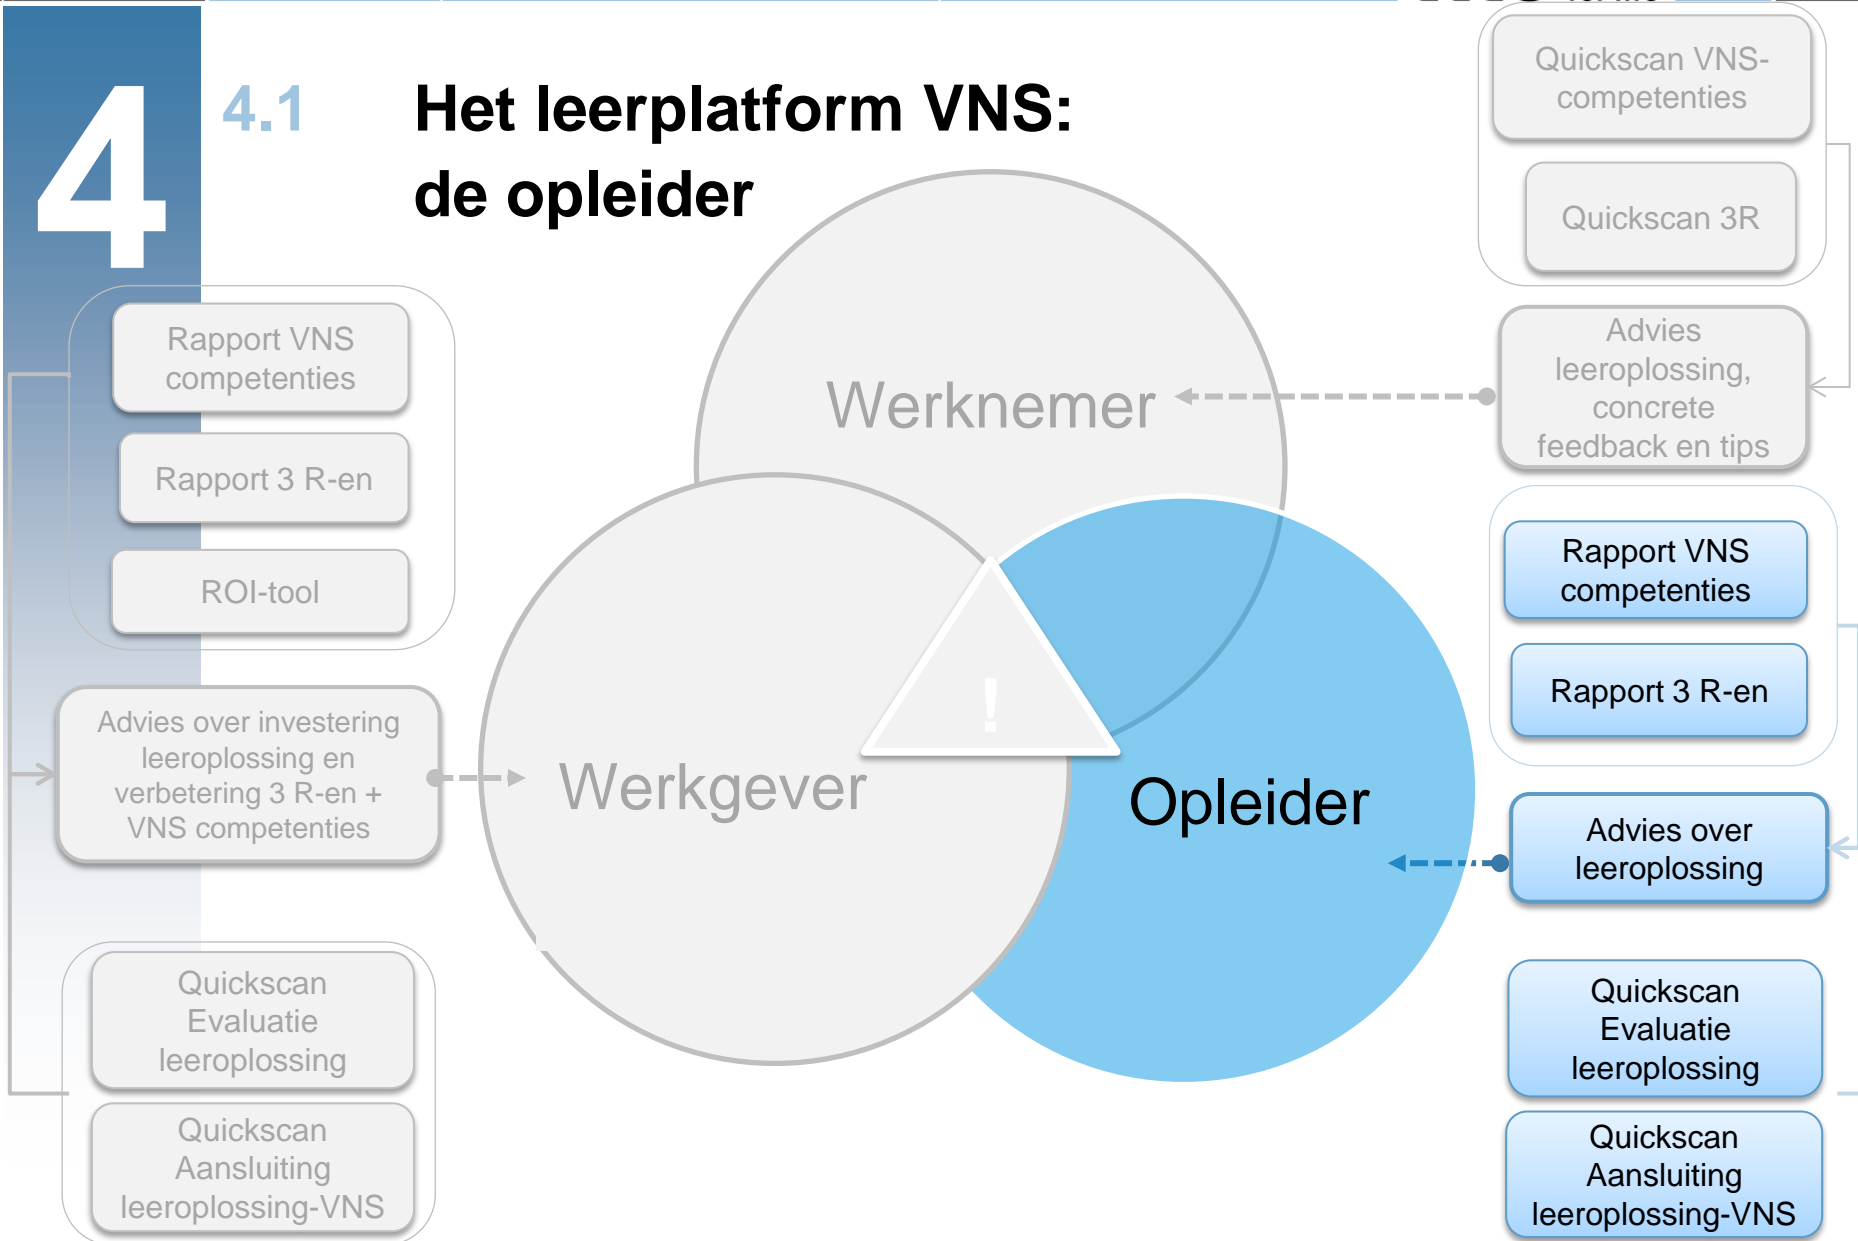 4
4.1
Het leerplatform VNS:
de opleider
Quickscan VNS-
competenties
Quickscan 3R
Advies
leeroplossing,
concrete
feedback en tips
Rapport VNS
competenties
Rapport 3 R-en
ROI-tool
Advies over investering
leeroplossing en
verbetering 3 R-en +
VNS competenties
Quickscan
Evaluatie
leeroplossing
Quickscan
Aansluiting
leeroplossing-VNS
Werknemer
Werkgever
!
Opleider
Rapport VNS
competenties
Rapport 3 R-en
Advies over
leeroplossing
Quickscan
Evaluatie
leeroplossing
Quickscan
Aansluiting
leeroplossing-VNS